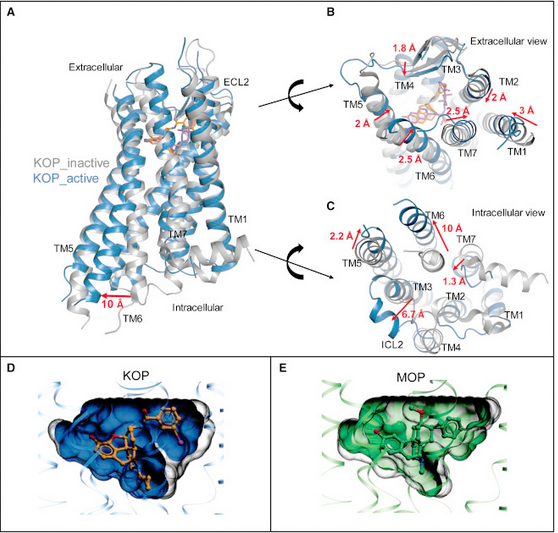 A
Extracellular
ECL2
KOP_inactive
KOP_active
TM5
TM7
TM1
10 Å
TM6
Intracellular
B
Extracellular view
1.8 Å
TM3
TM4
TM2
TM5
2 Å
2 Å
2.5 Å
3 Å
2.5 Å
TM7
TM1
TM6
C
Intracellular view
TM6
10 Å
2.2 Å
TM7
TM5
1.3 Å
TM3
TM2
6.7 Å
TM1
ICL2
TM4
D
KOP
E
MOP